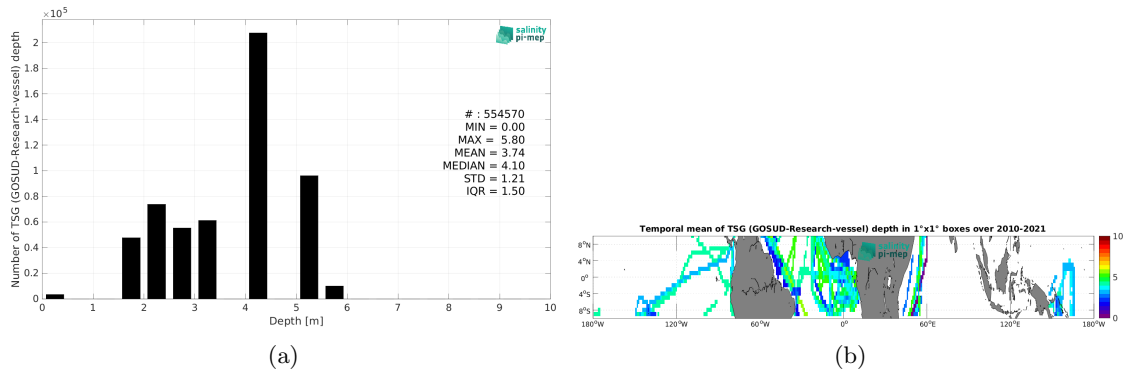 ×10⁵
salinity
pi-mep
2
1.8
1.6
1.4
1.2
1
0.8
0.6
0.4
0.2
0
Number of TSG (GOSUD-Research-vessel) depth
# : 554570
MIN = 0.00
MAX = 5.80
MEAN = 3.74
MEDIAN = 4.10
STD = 1.21
IQR = 1.50
0 1 2 3 4 5 6 7 8 9 10
Depth [m]
(a)
Temporal mean of TSG (GOSUD-Research-vessel) depth in 1°x1° boxes over 2010-2021
salinity
pi-mep
8°N
4°N
0°
4°S
8°S
180°W 120°W 60°W 0° 60°E 120°E 180°W
10
5
0
(b)